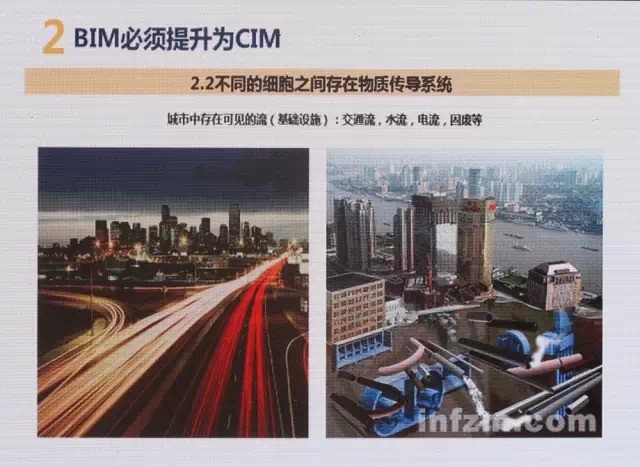 2 BIM必须提升为CIM
2.2不同的细胞之间存在物质传导系统
城市中存在可见的流（基础设施）：交通流，水流，电流，固废等
infzm.com